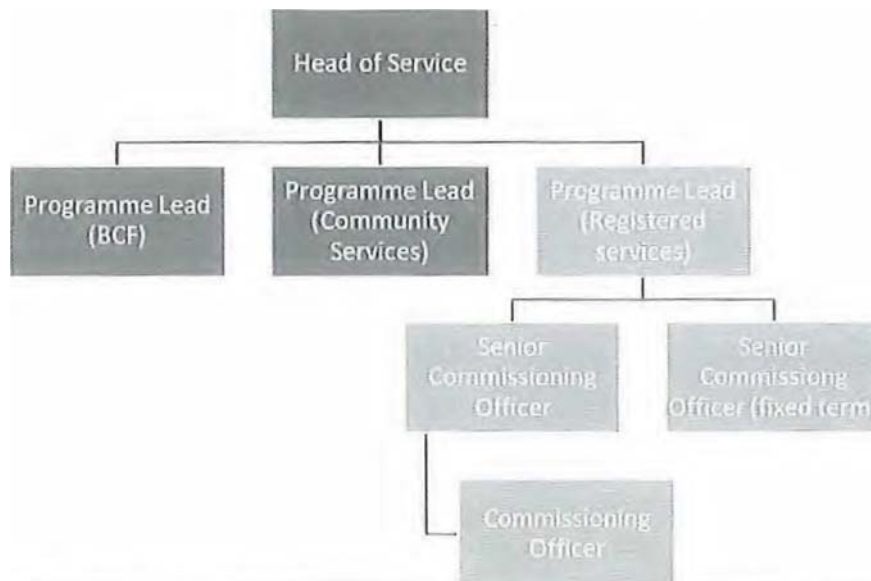 Head of Service
Programme Lead
(BCF)
Programme Lead
(Community
Services)
Programme Lead
(Registered
services)
Senior
Commissioning
Officer
Senior
Commissiong
Officer (fixed term
Commissioning
Officer